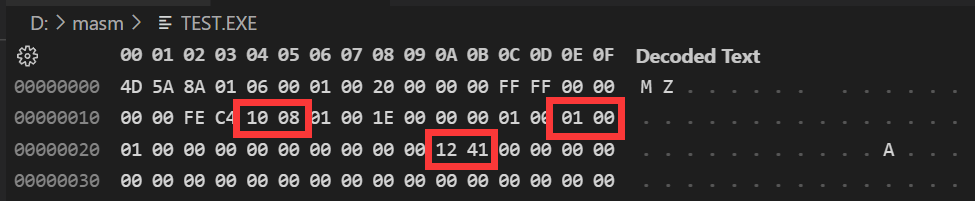 D: > masm > TEST.EXE
00 01 02 03 04 05 06 07 08 09 0A 0B 0C 0D 0E 0F Decoded Text
00000000 4D 5A 8A 01 06 00 01 00 20 00 00 00 FF FF 00 00 M Z . . . . . . . . . . . . .
00000010 00 00 FE C4 10 08 01 00 1E 00 00 00 01 00 01 00 . . . . . . . . . . . . . . .
00000020 01 00 00 00 00 00 00 00 00 00 12 41 00 00 00 00 . . . . . . . . . . . A . . .
00000030 00 00 00 00 00 00 00 00 00 00 00 00 00 00 00 00 . . . . . . . . . . . . . . .